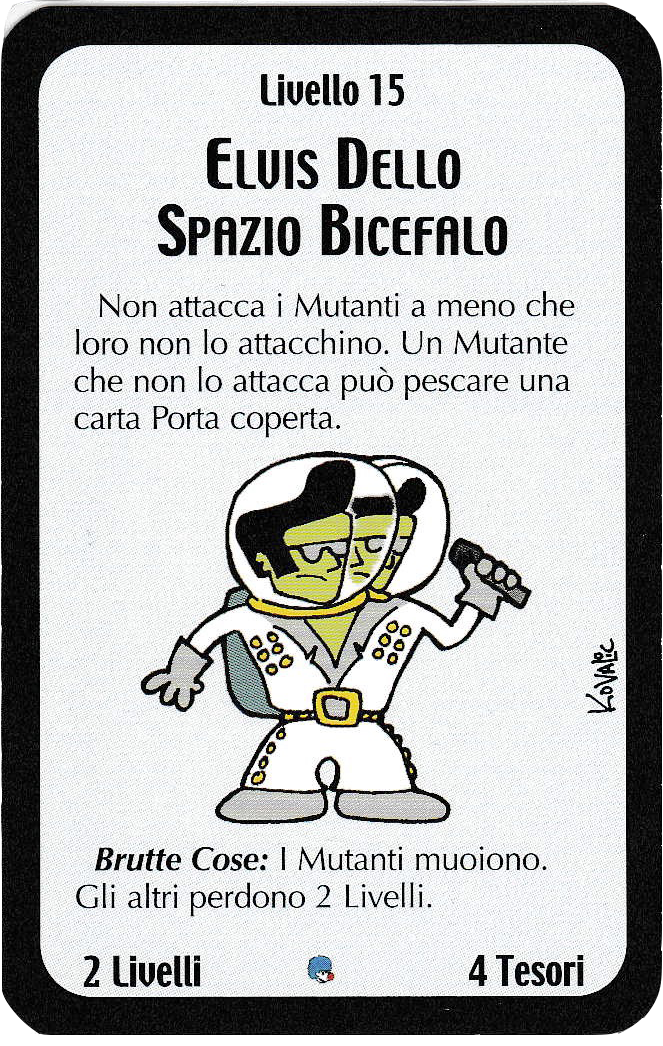 Livello 15
Elvis Dello
Spazio Bicefalo
Non attacca i Mutanti a meno che
loro non lo attacchino. Un Mutante
che non lo attacca può pescare una
carta Porta coperta.
Kovalic
Brutte Cose: I Mutanti muoiono.
Gli altri perdono 2 Livelli.
2 Livelli
4 Tesori